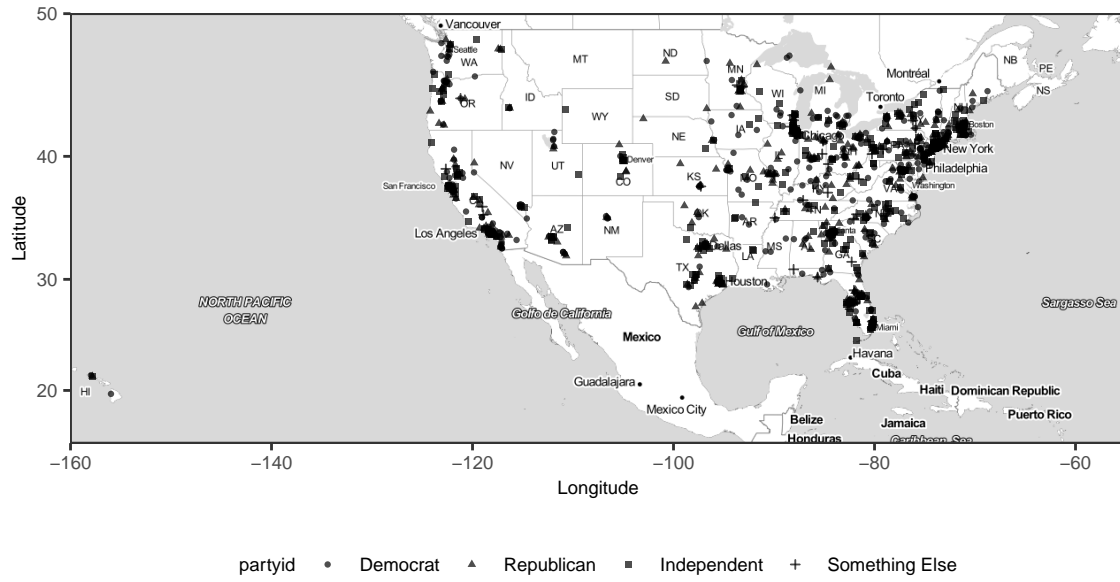 50
40
30
20
Latitude
Vancouver
Seattle
WA
MT
ND
MN
NB
PE
NS
Montréal
OR
ID
SD
WI
MI
Toronto
WY
NE
IA
Boston
Chicago
New York
NV
UT
Denver
CO
KS
Philadelphia
San Francisco
Washington
Los Angeles
AZ
NM
AR
Dallas
MS
LA
GA
TX
Houston
NORTH PACIFIC
OCEAN
Golfo de California
Mexico
Gulf of Mexico
Sargasso Sea
Miami
Havana
Cuba
HI
Guadalajara
Haiti
Dominican Republic
Mexico City
Belize
Jamaica
Puerto Rico
Honduras
Caribbean Sea
−160
−140
−120
−100
−80
−60
Longitude
partyid Democrat Republican Independent Something Else